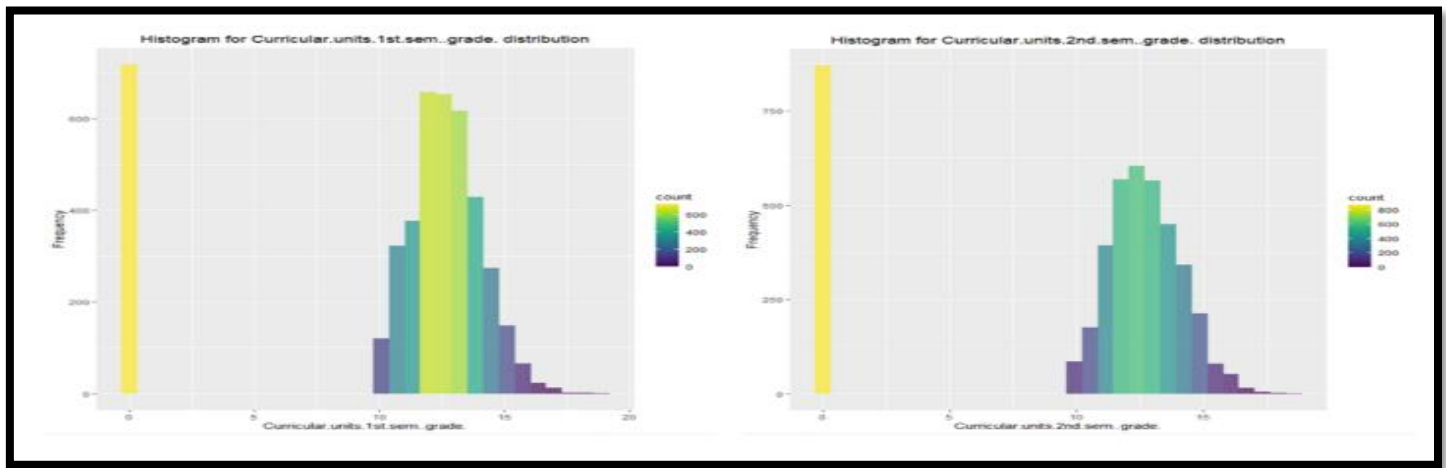 Histogram for Curricular.units.1st.sem..grade. distribution
600
400
200
0
Frequency
0 5 10 15 20
Curricular.units.1st.sem..grade.
count
600
400
200
0
Histogram for Curricular.units.2nd.sem..grade. distribution
750
500
250
0
Frequency
0 5 10 15
Curricular.units.2nd.sem..grade.
count
800
600
400
200
0